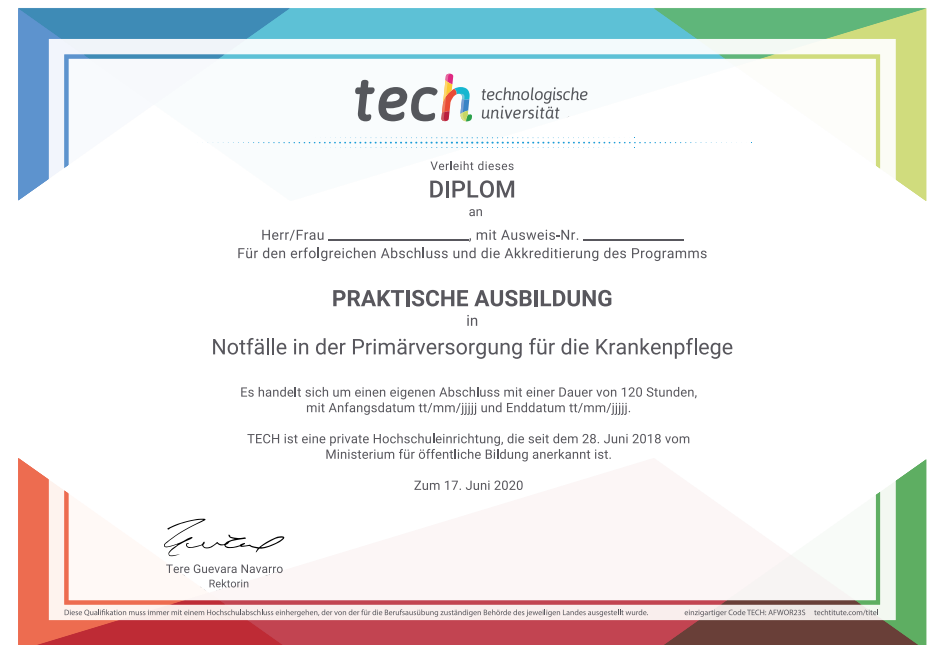 tech technologische
universität
Verleiht dieses
DIPLOM
an
Herr/Frau ____________________, mit Ausweis-Nr. ______________
Für den erfolgreichen Abschluss und die Akkreditierung des Programms
PRAKTISCHE AUSBILDUNG
in
Notfälle in der Primärversorgung für die Krankenpflege
Es handelt sich um einen eigenen Abschluss mit einer Dauer von 120 Stunden,
mit Anfangsdatum tt/mm/jjjjj und Enddatum tt/mm/jjjjj.
TECH ist eine private Hochschuleinrichtung, die seit dem 28. Juni 2018 vom
Ministerium für öffentliche Bildung anerkannt ist.
Zum 17. Juni 2020
Tere Guevara Navarro
Rektorin
Diese Qualifikation muss immer mit einem Hochschulabschluss einhergehen, der von der für die Berufsausübung zuständigen Behörde des jeweiligen Landes ausgestellt wurde. einzigartiger Code TECH: AFWOR23S techtitute.com/titel